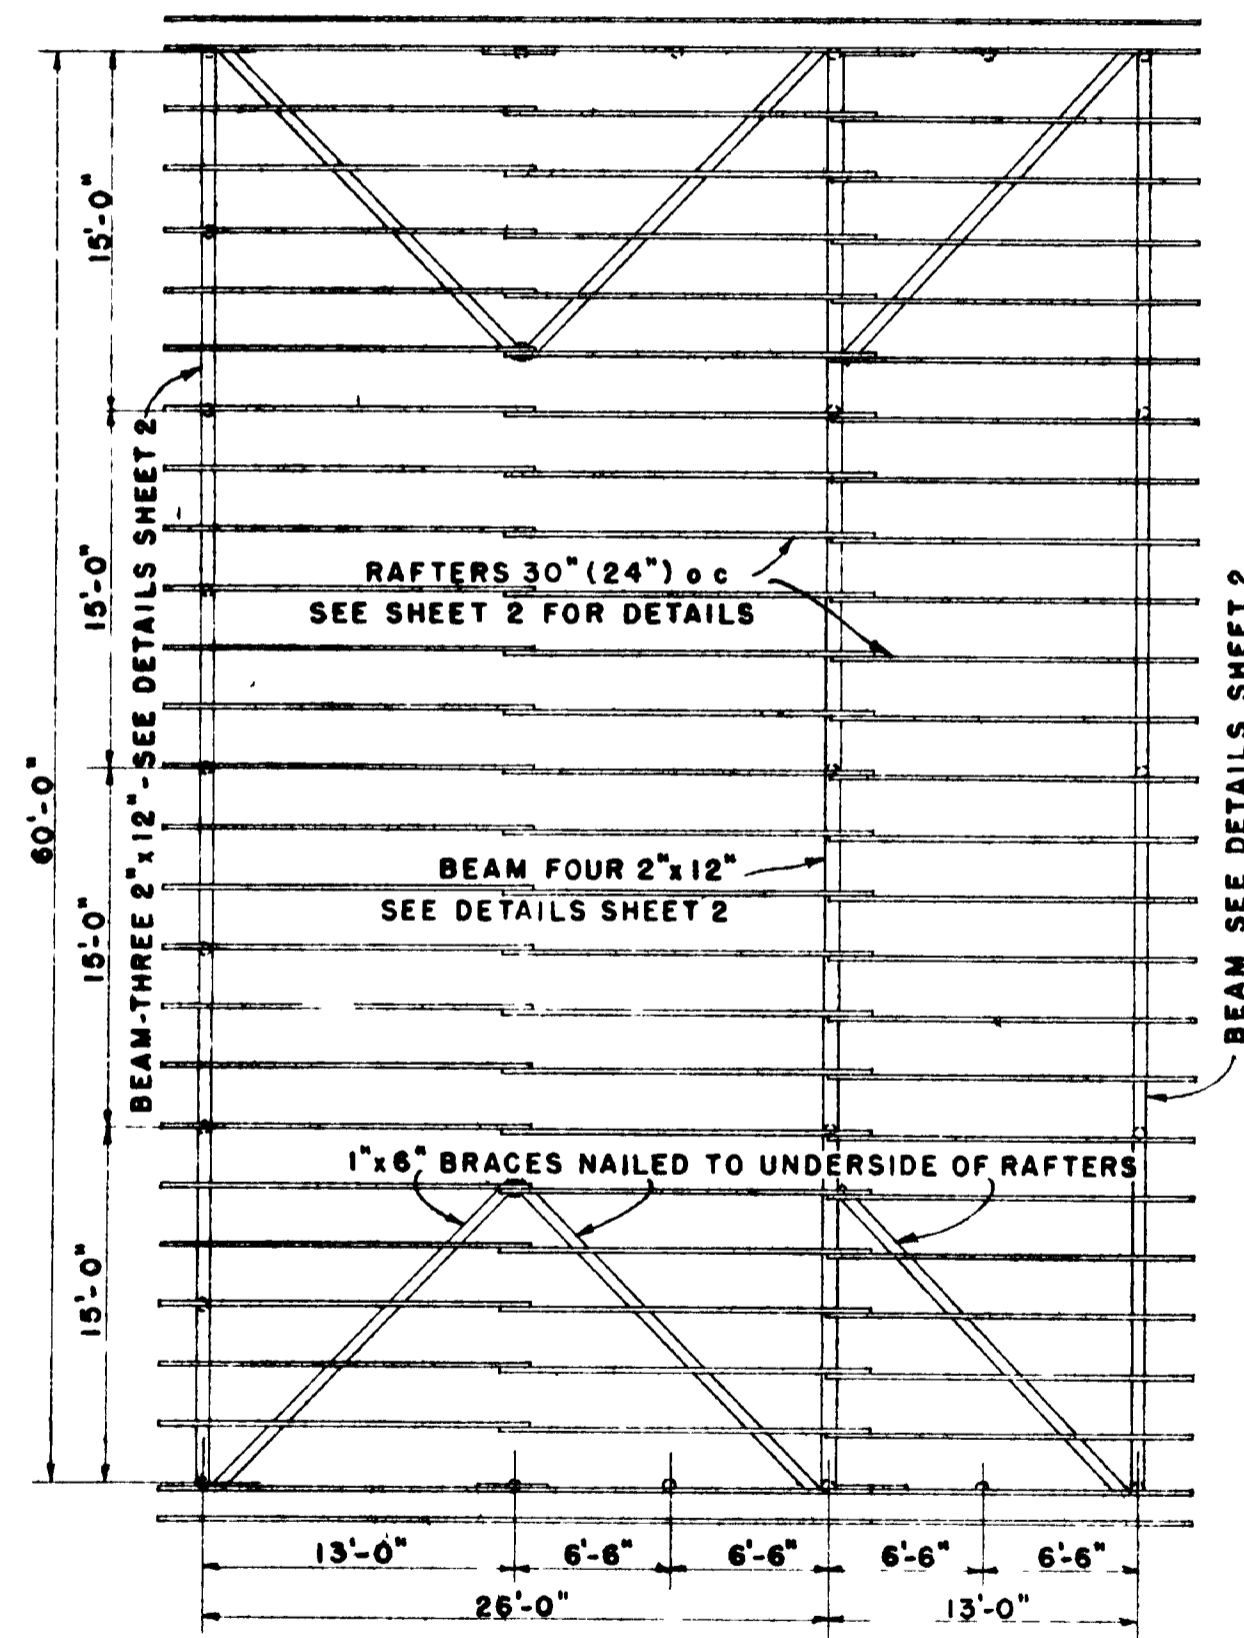 15'-0"
60'-0"
15'-0"
15'-0"
15'-0"
BEAM-THREE 2"x12"-SEE DETAILS SHEET 2
RAFTERS 30"(24") o c
SEE SHEET 2 FOR DETAILS
BEAM FOUR 2"x12"
SEE DETAILS SHEET 2
BEAM SEE DETAILS SHEET 2
1"x6" BRACES NAILED TO UNDERSIDE OF RAFTERS
13'-0" 6'-6" 6'-6" 6'-6" 6'-6"
26'-0" 13'-0"